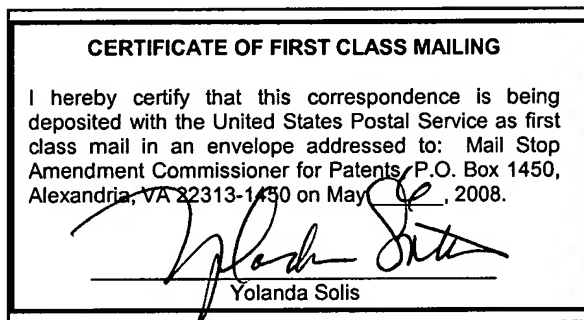 CERTIFICATE OF FIRST CLASS MAILING
I hereby certify that this correspondence is being
deposited with the United States Postal Service as first
class mail in an envelope addressed to: Mail Stop
Amendment Commissioner for Patents, P.O. Box 1450,
Alexandria, VA 22313-1450 on May , 2008.
Yolanda Solis
Yolanda Solis